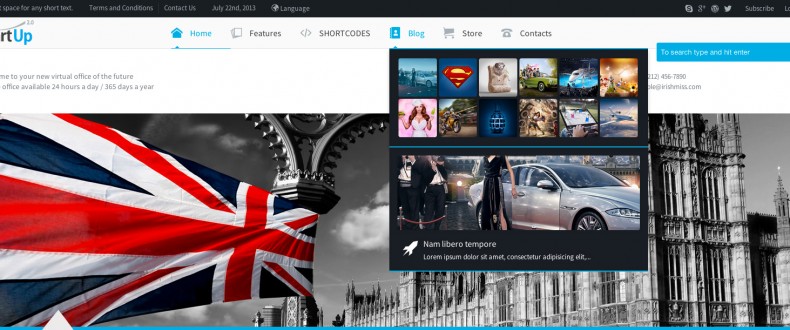 t space for any short text. Terms and Conditions Contact Us July 22nd, 2013 Language Subscribe Lo
rtUp 2.0
Home Features SHORTCODES Blog Store Contacts
To search type and hit enter
me to your new virtual office of the future
office available 24 hours a day / 365 days a year
212) 456-7890
ple@irishmiss.com
Nam libero tempore
Lorem ipsum dolor sit amet, consectetur adipisicing elit,...